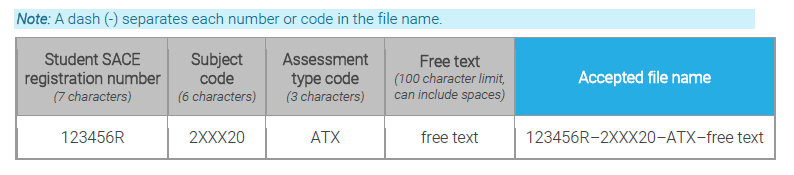 Note: A dash (-) separates each number or code in the file name.
Student SACE
registration number
(7 characters)
Subject
code
(6 characters)
Assessment
type code
(3 characters)
Free text
(100 character limit,
can include spaces)
Accepted file name
123456R
2XXX20
ATX
free text
123456R–2XXX20–ATX–free text